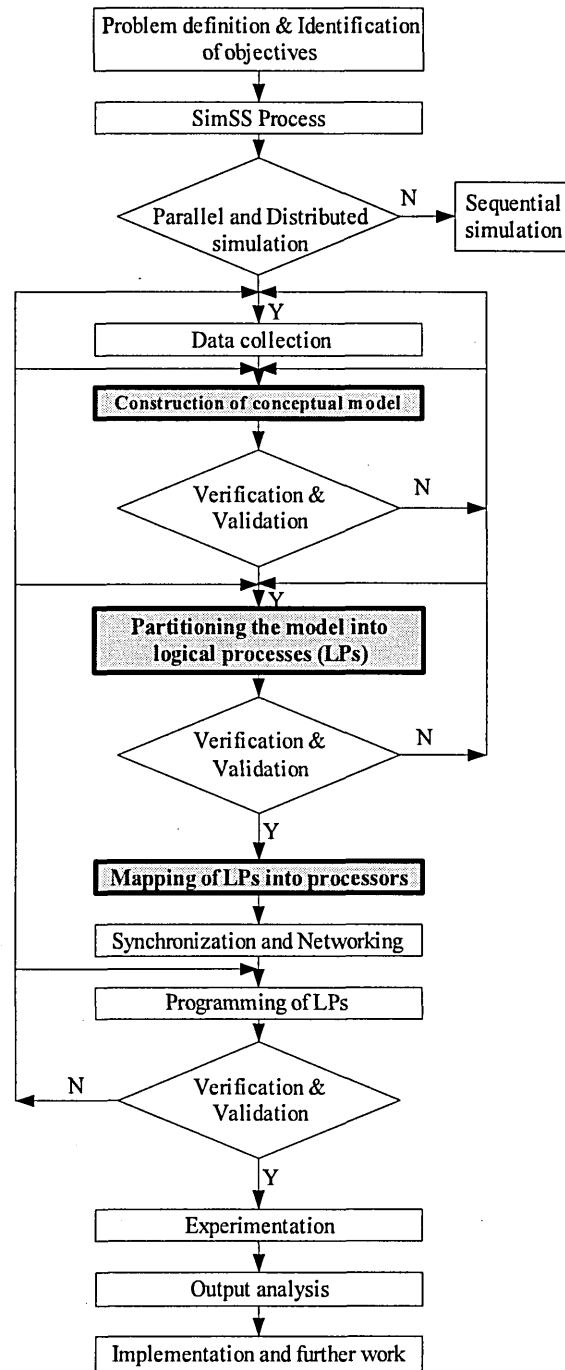 Problem definition & Identification
of objectives
SimSS Process
Parallel and Distributed
simulation
N
Sequential
simulation
Y
Data collection
Construction of conceptual model
Verification &
Validation
N
Y
Partitioning the model into
logical processes (LPs)
Verification &
Validation
N
Y
Mapping of LPs into processors
Synchronization and Networking
Programming of LPs
Verification &
Validation
N
Y
Experimentation
Output analysis
Implementation and further work